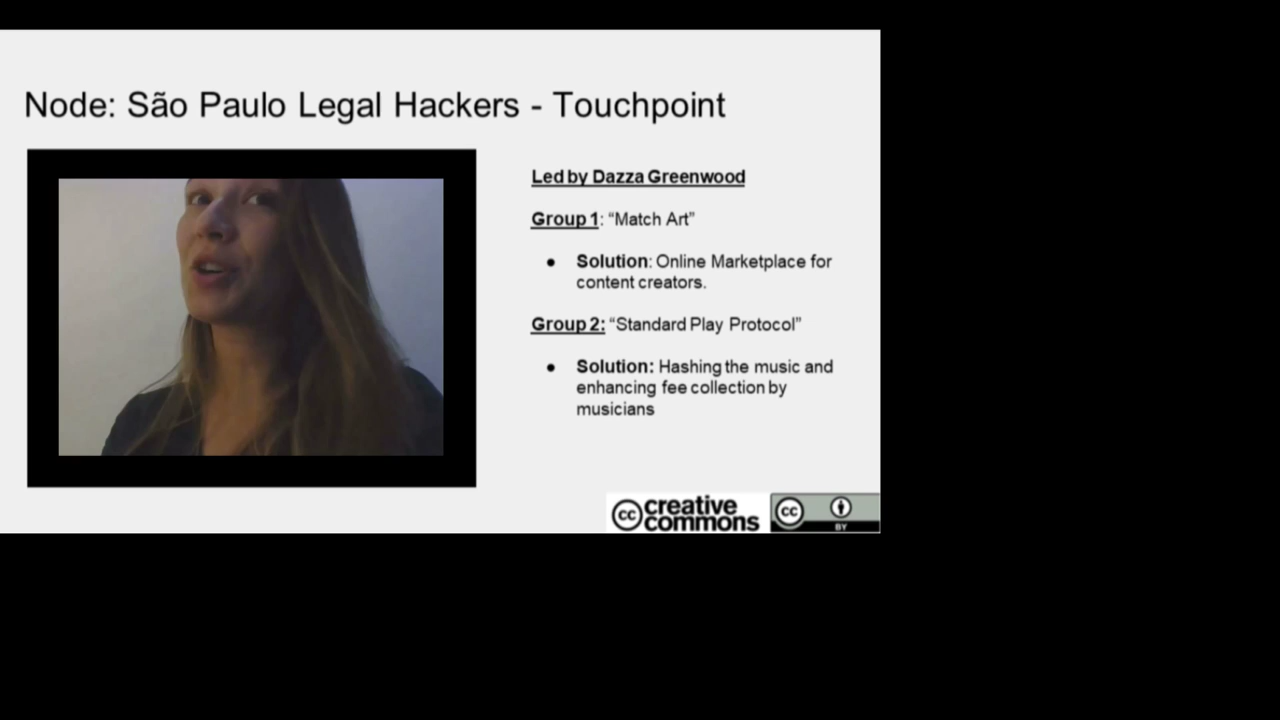 Node: São Paulo Legal Hackers - Touchpoint
Led by Dazza Greenwood
Group 1: “Match Art”
● Solution: Online Marketplace for
content creators.
Group 2: “Standard Play Protocol”
● Solution: Hashing the music and
enhancing fee collection by
musicians
cc creative
commons
cc
BY